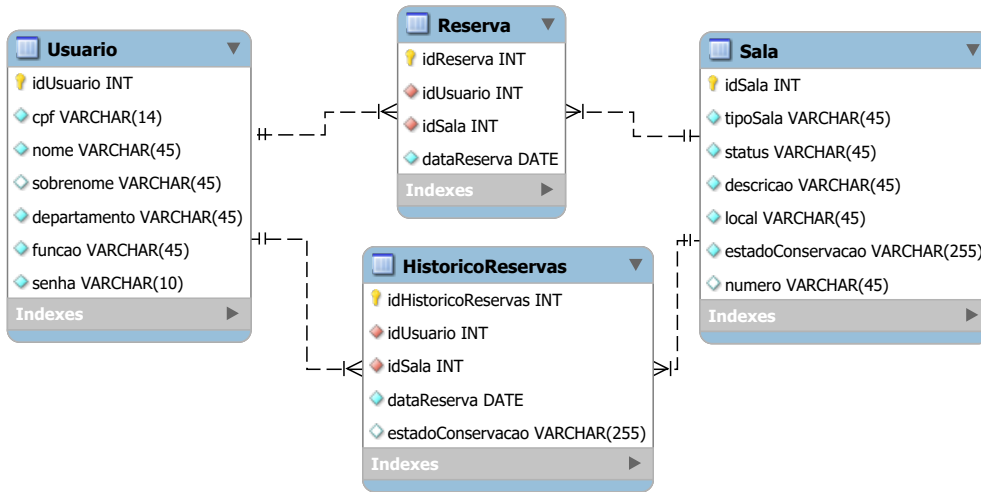 Usuario
idUsuario INT
cpf VARCHAR(14)
nome VARCHAR(45)
sobrenome VARCHAR(45)
departamento VARCHAR(45)
funcao VARCHAR(45)
senha VARCHAR(10)
Indexes
Reserva
idReserva INT
idUsuario INT
idSala INT
dataReserva DATE
Indexes
HistoricoReservas
idHistoricoReservas INT
idUsuario INT
idSala INT
dataReserva DATE
estadoConservacao VARCHAR(255)
Indexes
Sala
idSala INT
tipoSala VARCHAR(45)
status VARCHAR(45)
descricao VARCHAR(45)
local VARCHAR(45)
estadoConservacao VARCHAR(255)
numero VARCHAR(45)
Indexes